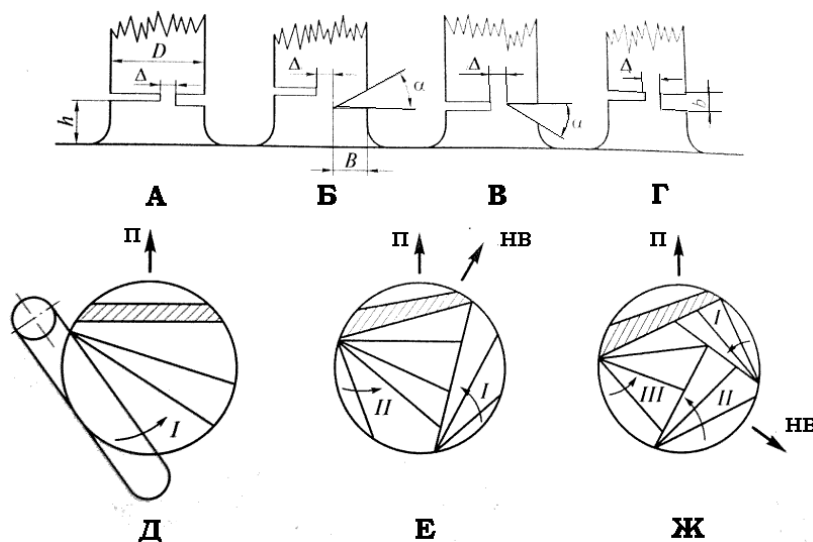 D
Δ Δ Δ Δ
h α α b
B
А Б В Г
П П НВ П
I II I I III II
НВ
Д Е Ж